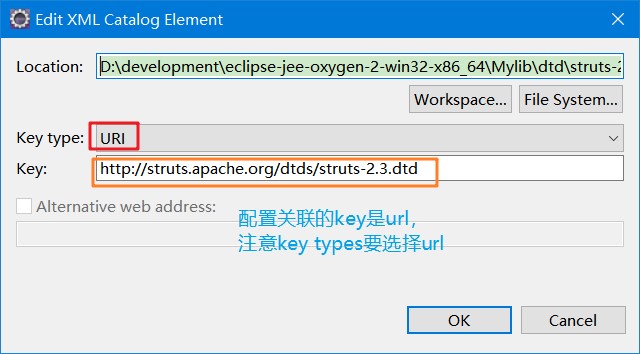 Edit XML Catalog Element
Location: D:\development\eclipse-jee-oxygen-2-win32-x86_64\Mylib\dtd\struts-2
Workspace... File System...
Key type: URI
Key: http://struts.apache.org/dtds/struts-2.3.dtd
Alternative web address:
配置关联的key是url,
注意key types要选择url
OK Cancel